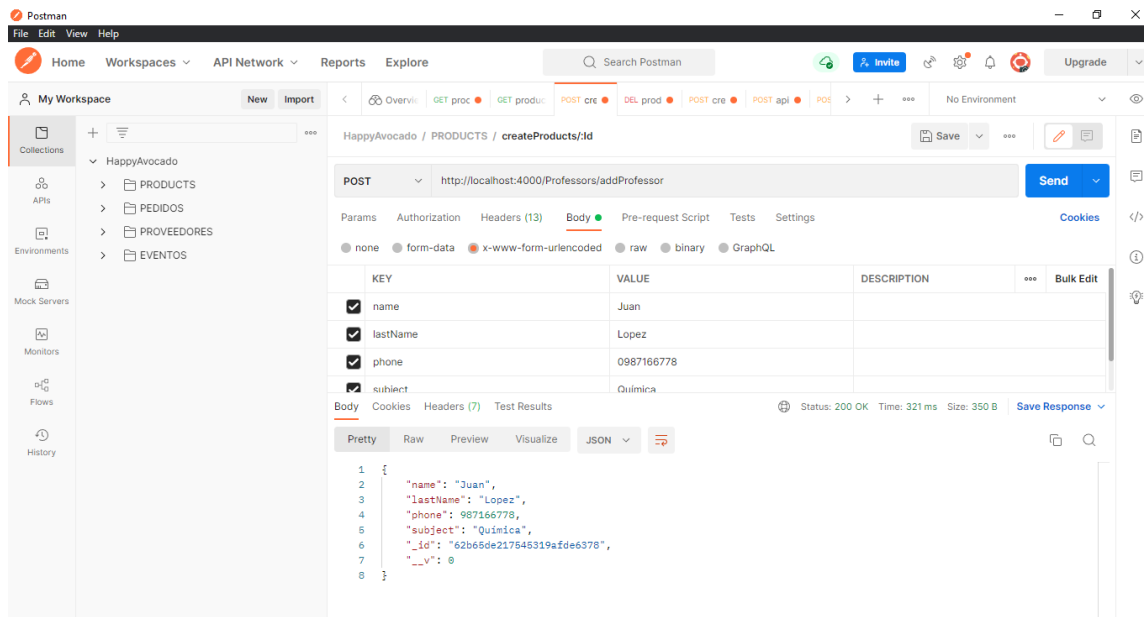 Postman
File Edit View Help
Home Workspaces API Network Reports Explore Search Postman Invite Upgrade
My Workspace New Import Overvie GET proc GET produc POST cre DEL prod POST cre POST api POS No Environment
Collections
APIs
Environments
Mock Servers
Monitors
Flows
History
HappyAvocado
PRODUCTS
PEDIDOS
PROVEEDORES
EVENTOS
HappyAvocado / PRODUCTS / createProducts/:Id Save
POST http://localhost:4000/Professors/addProfessor Send
Params Authorization Headers (13) Body Pre-request Script Tests Settings Cookies
none form-data x-www-form-urlencoded raw binary GraphQL
KEY VALUE DESCRIPTION Bulk Edit
name Juan
lastName Lopez
phone 0987166778
subject Química
Body Cookies Headers (7) Test Results Status: 200 OK Time: 321 ms Size: 350 B Save Response
Pretty Raw Preview Visualize JSON
1 {
2 "name": "Juan",
3 "lastName": "Lopez",
4 "phone": 987166778,
5 "subject": "Química",
6 "_id": "62b65de217545319afde6378",
7 "__v": 0
8 }